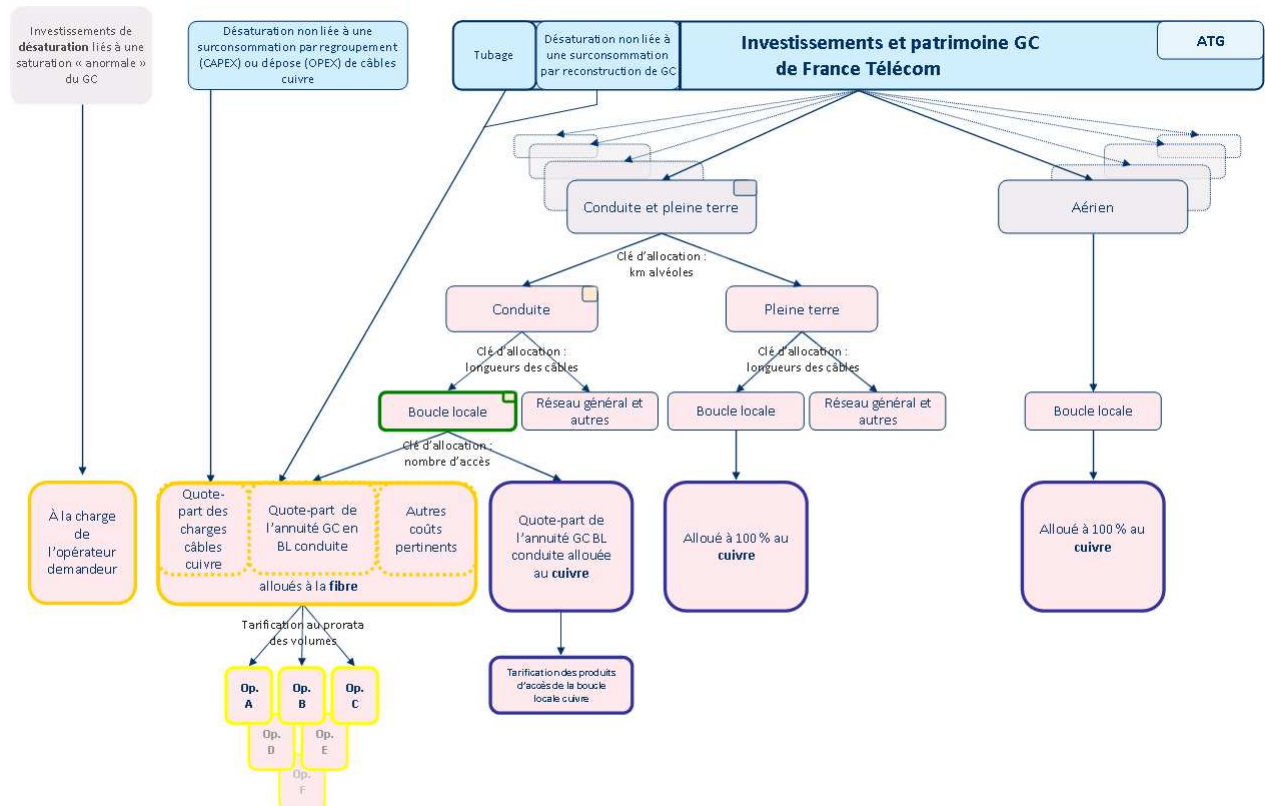 Investissements de
désaturation liés à une
saturation « anormale »
du GC
Désaturation non liée à une
surconsommation par regroupement
(CAPEX) ou dépose (OPEX) de câbles
cuivre
Tubage
Désaturation non liée à
une surconsommation
par reconstruction de GC
Investissements et patrimoine GC
de France Télécom
ATG
Conduite et pleine terre
Aérien
Clé d'allocation :
km alvéoles
Conduite
Pleine terre
Clé d'allocation :
longueurs des câbles
Clé d'allocation :
longueurs des câbles
Boucle locale
Réseau général et
autres
Boucle locale
Réseau général et
autres
Boucle locale
Clé d'allocation :
nombre d'accès
À la charge
de
l'opérateur
demandeur
Quote-
part des
charges
câbles
cuivre
Quote-part de
l'annuité GC en
BL conduite
Autres
coûts
pertinents
alloués à la fibre
Quote-part de
l'annuité GC BL
conduite allouée
au cuivre
Alloué à 100 % au
cuivre
Alloué à 100 % au
cuivre
Tarification au prorata
des volumes
Tarification des produits
d'accès de la boucle
locale cuivre
Op.
A
Op.
B
Op.
C
Op.
D
Op.
E
Op.
F